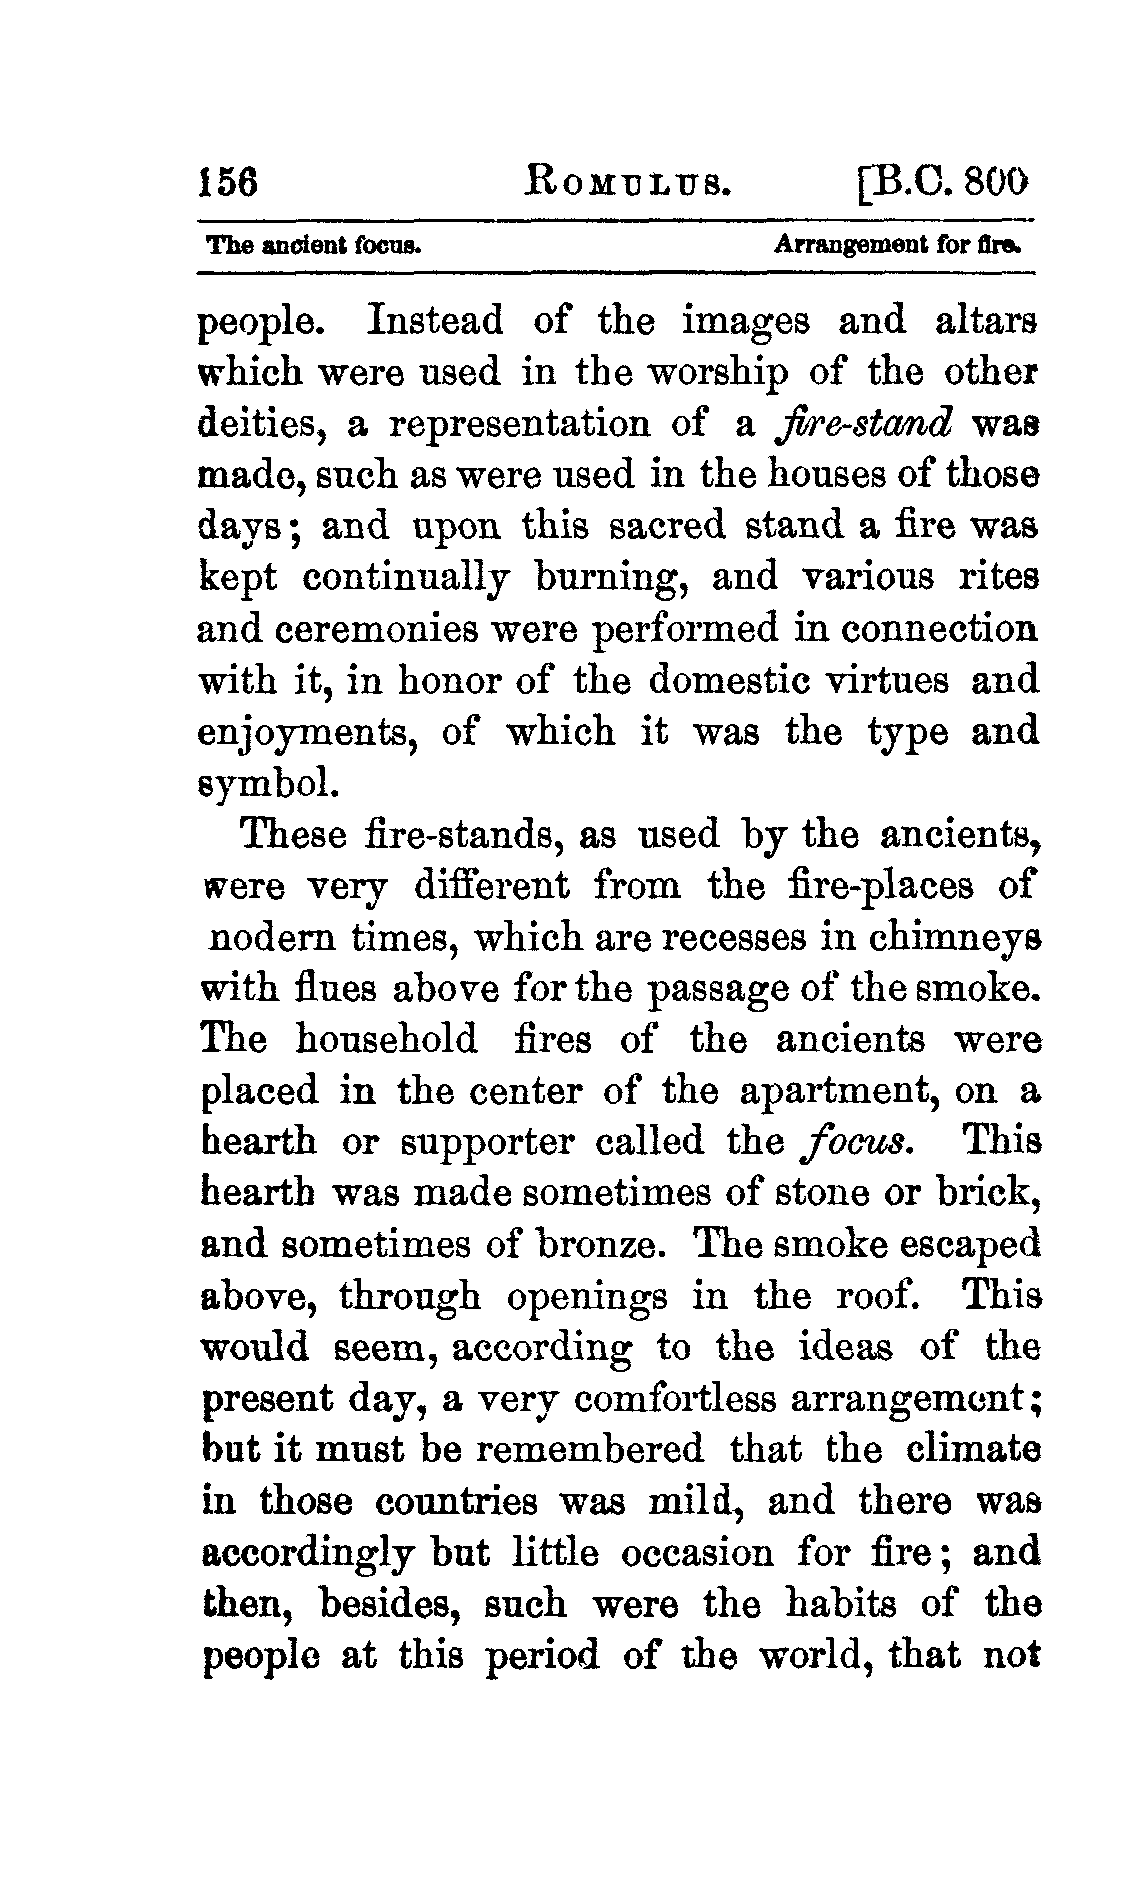 156 ROMULUS. [B.C. 800
The ancient focus. Arrangement for fire.
people. Instead of the images and altars
which were used in the worship of the other
deities, a representation of a fire-stand was
made, such as were used in the houses of those
days; and upon this sacred stand a fire was
kept continually burning, and various rites
and ceremonies were performed in connection
with it, in honor of the domestic virtues and
enjoyments, of which it was the type and
symbol.
These fire-stands, as used by the ancients,
were very different from the fire-places of
nodern times, which are recesses in chimneys
with flues above for the passage of the smoke.
The household fires of the ancients were
placed in the center of the apartment, on a
hearth or supporter called the focus. This
hearth was made sometimes of stone or brick,
and sometimes of bronze. The smoke escaped
above, through openings in the roof. This
would seem, according to the ideas of the
present day, a very comfortless arrangement;
but it must be remembered that the climate
in those countries was mild, and there was
accordingly but little occasion for fire; and
then, besides, such were the habits of the
people at this period of the world, that not